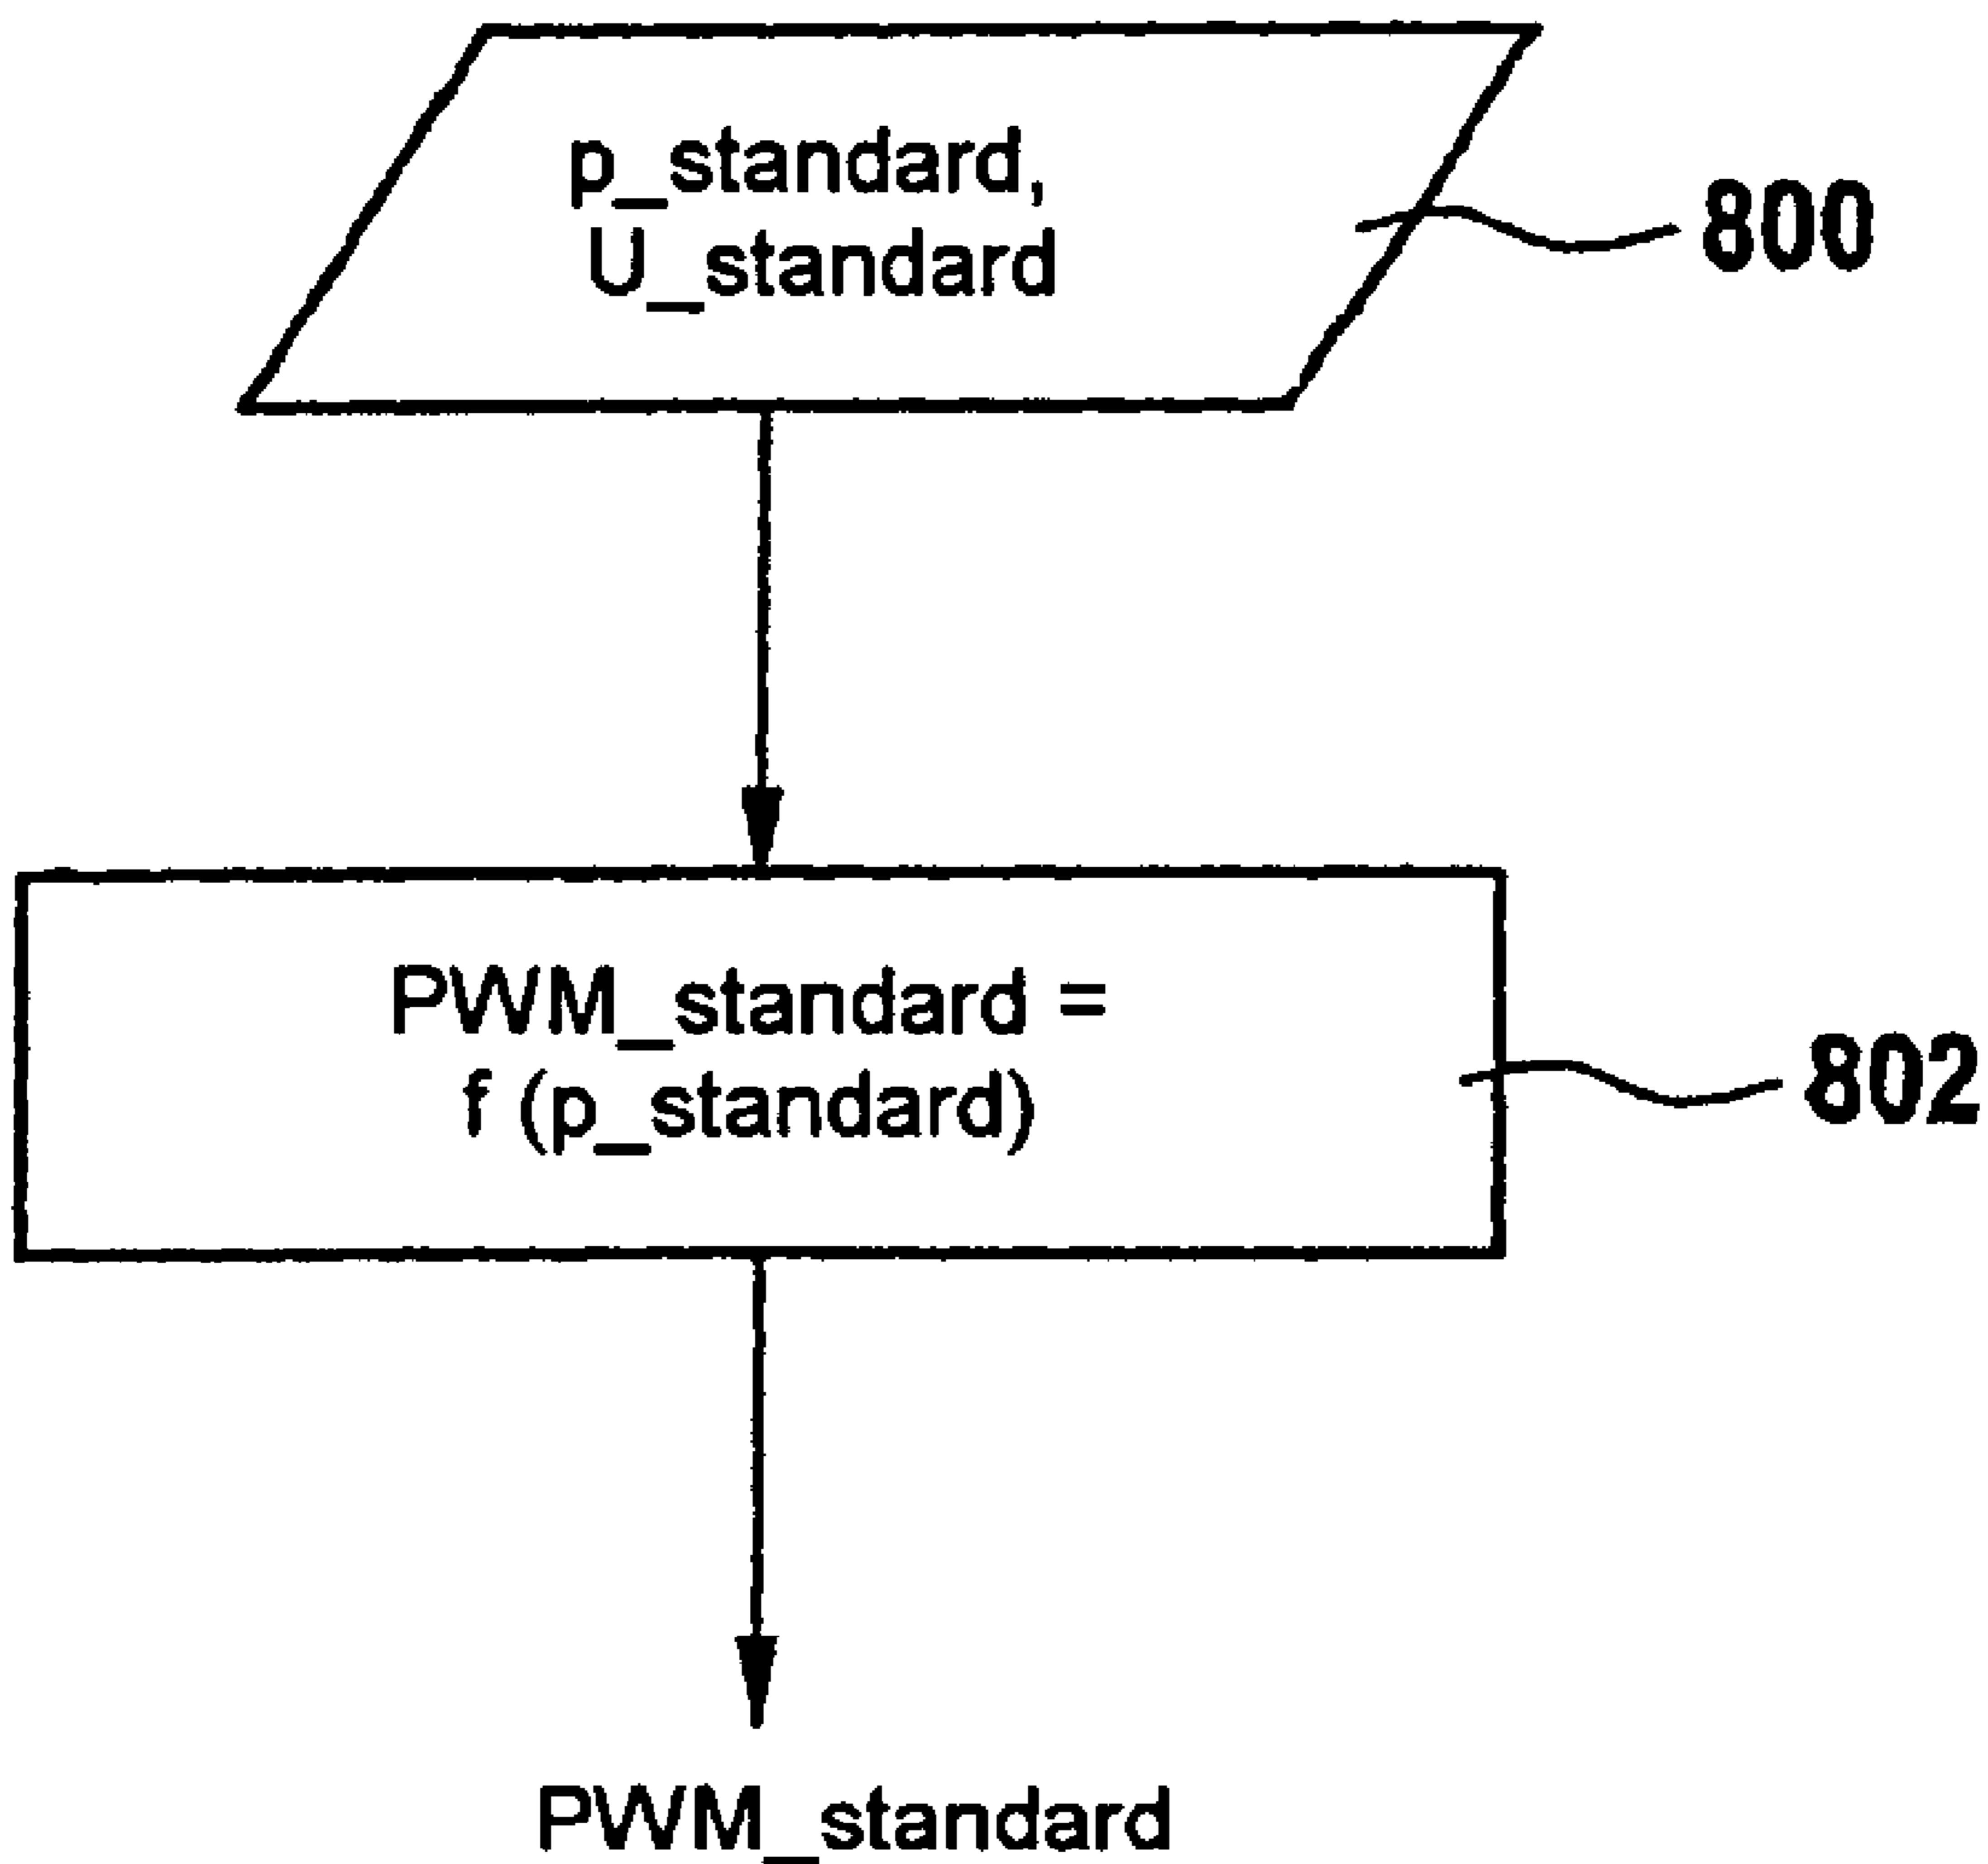 p_standard,
U_standard
800
PWM_standard =
f (p_standard)
802
PWM_standard